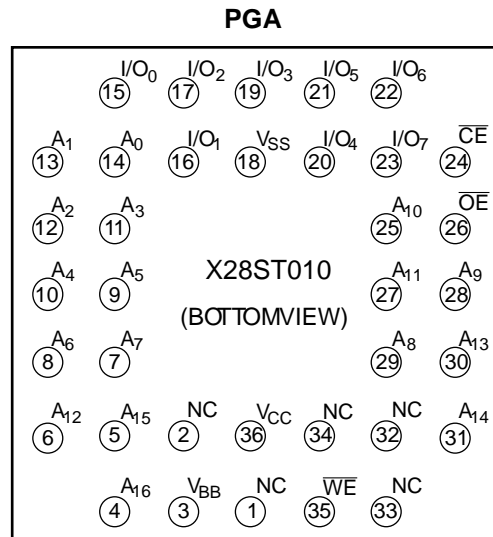 PGA
I/O0 I/O2 I/O3 I/O5 I/O6
15 17 19 21 22
A1 A0 I/O1 VSS I/O4 I/O7 CE
13 14 16 18 20 23 24
A2 A3 A10 OE
12 11 25 26
A4 A5 X28ST010 A11 A9
10 9 27 28
(BOTTOMVIEW)
A6 A7 A8 A13
8 7 29 30
A12 A15 NC VCC NC NC A14
6 5 2 36 34 32 31
A16 VBB NC WE NC
4 3 1 35 33